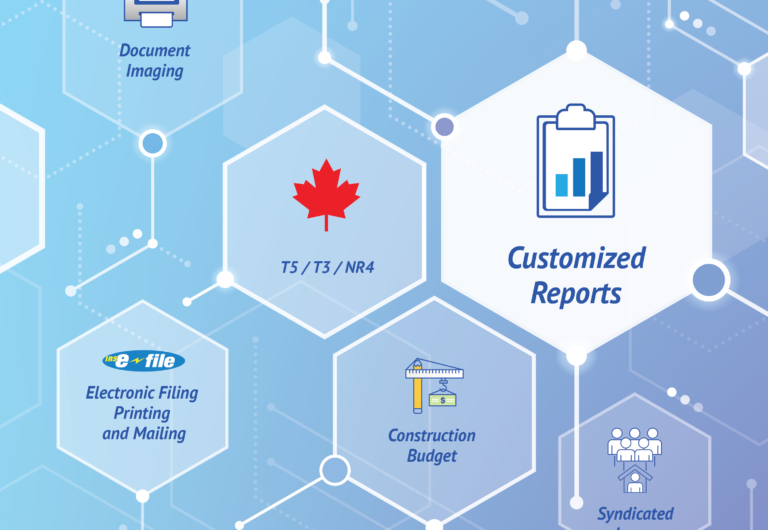 Document
Imaging
T5 / T3 / NR4
Customized
Reports
IRS e file
Electronic Filing
Printing
and Mailing
$
Construction
Budget
Syndicated